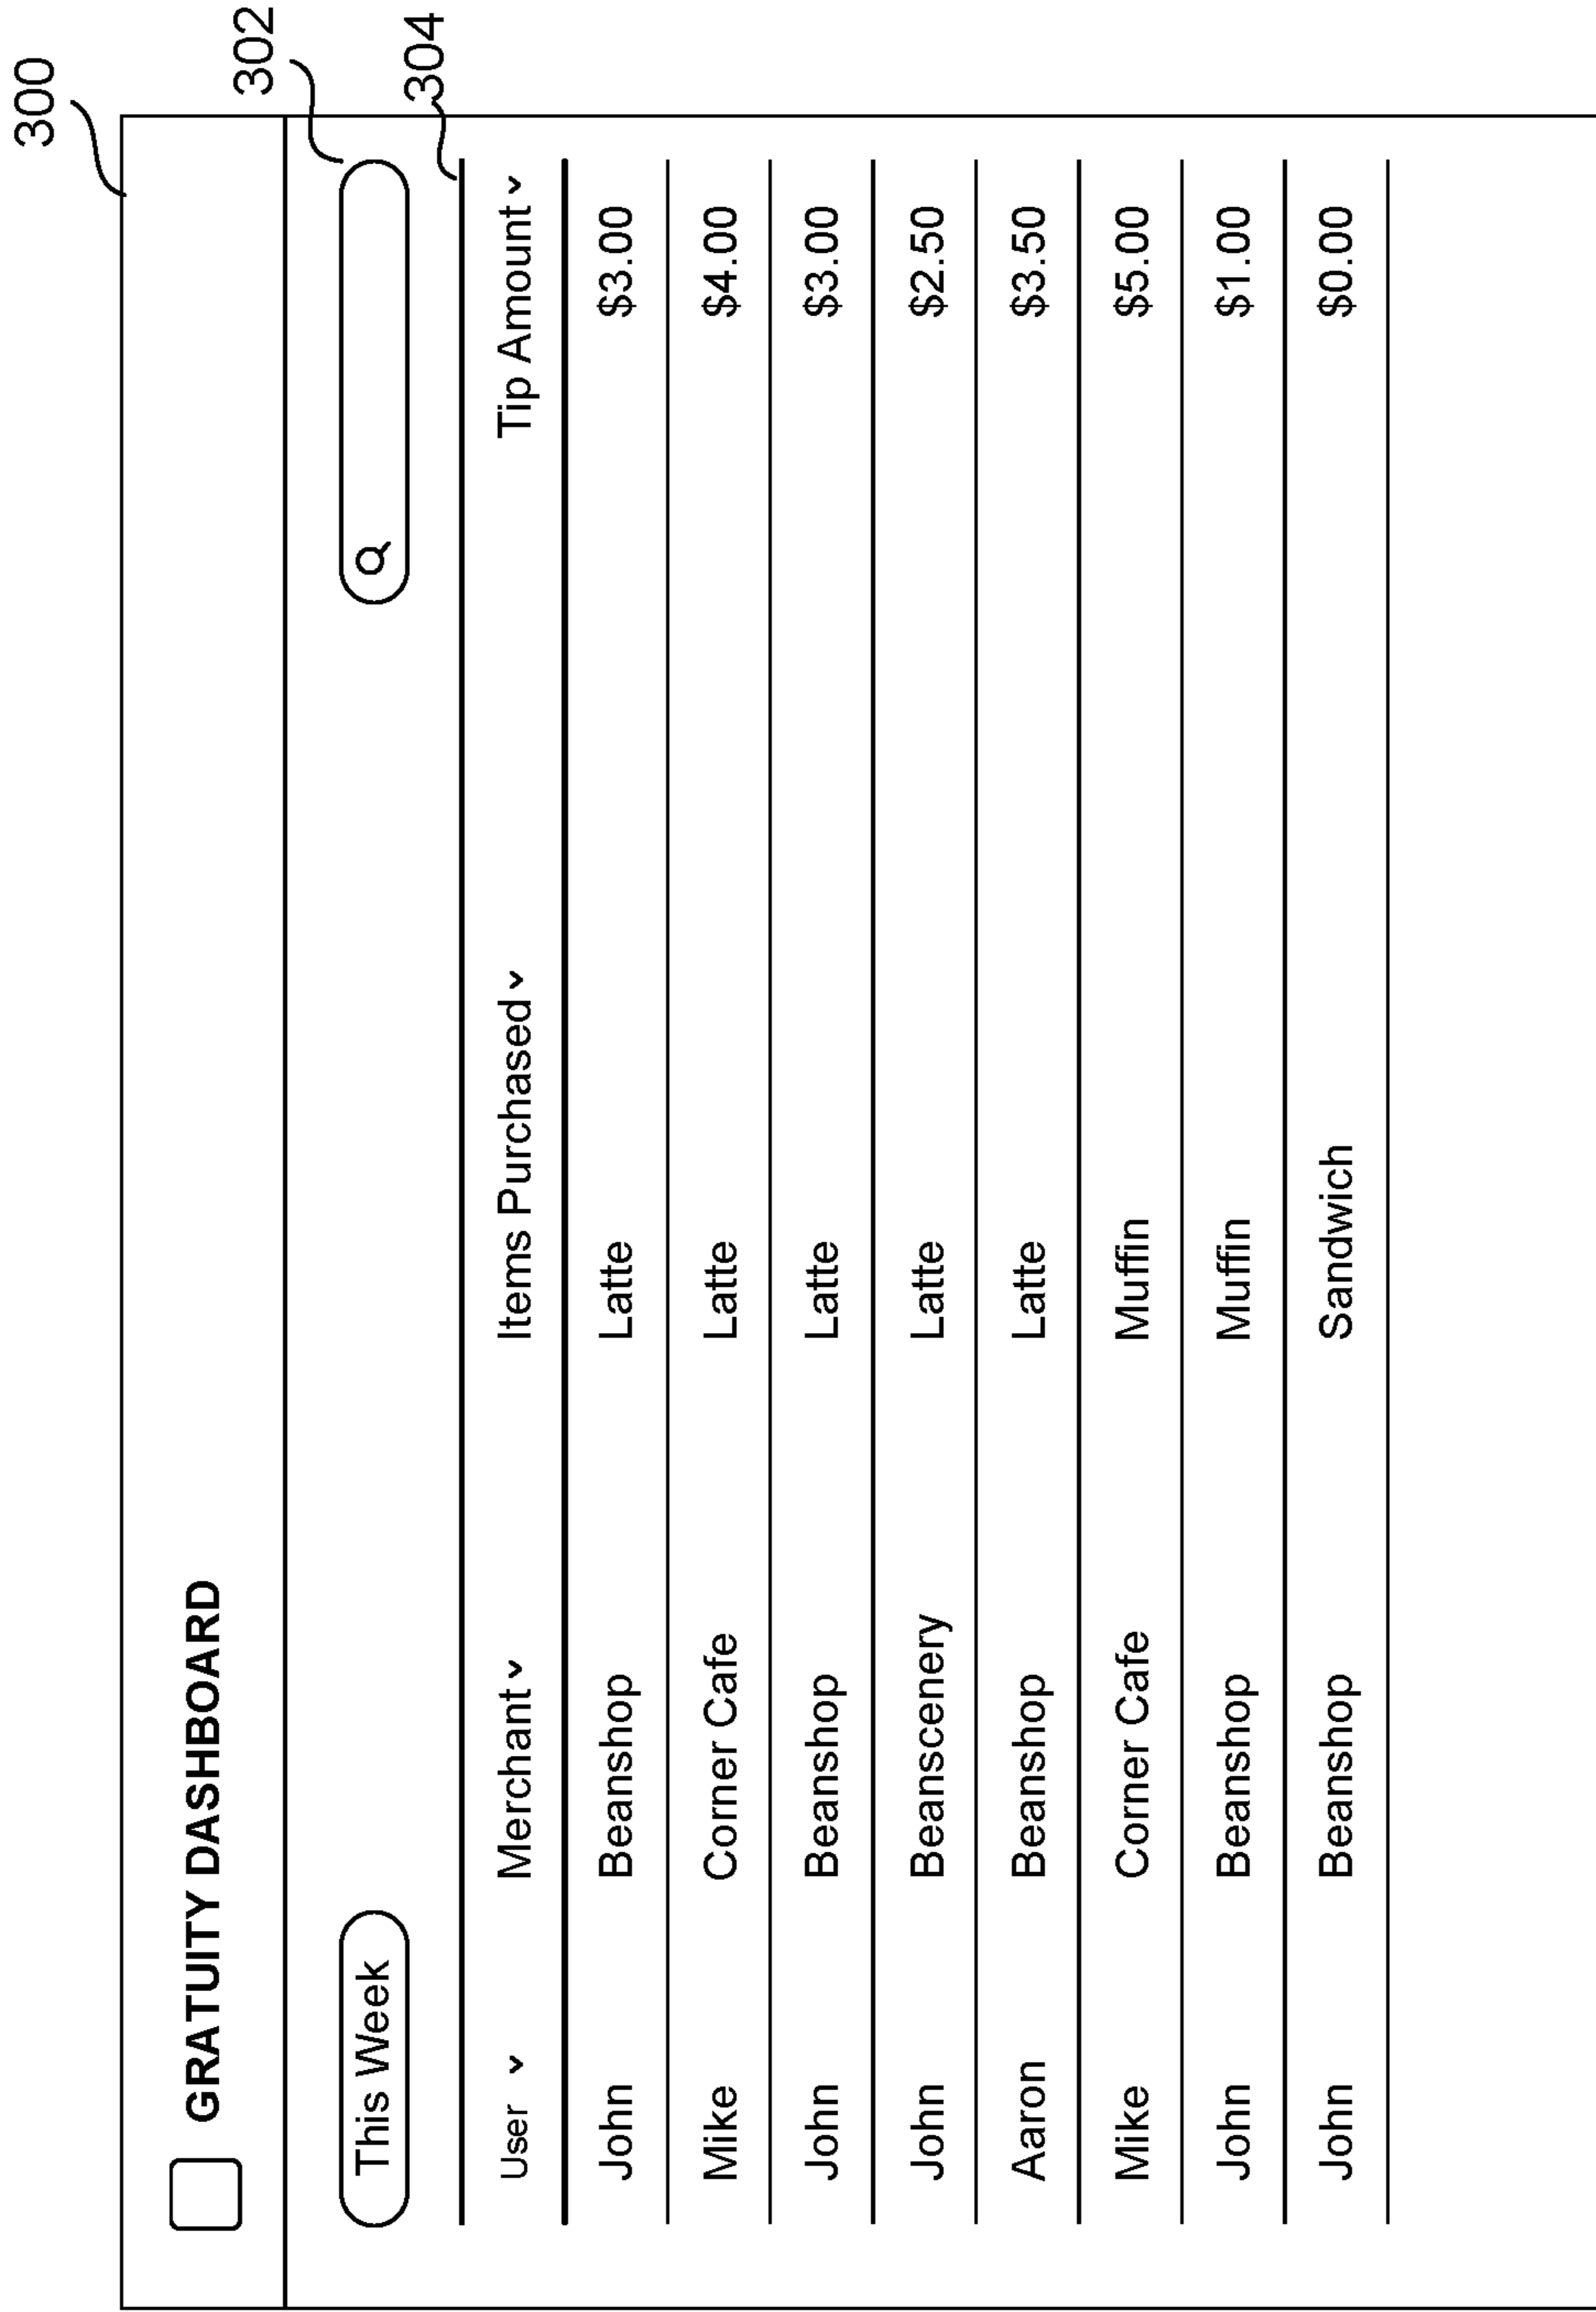 300
GRATUITY DASHBOARD
302
This Week
304
User Merchant Items Purchased Tip Amount
John Beanshop Latte $3.00
Mike Corner Cafe Latte $4.00
John Beanshop Latte $3.00
John Beanscenery Latte $2.50
Aaron Beanshop Latte $3.50
Mike Corner Cafe Muffin $5.00
John Beanshop Muffin $1.00
John Beanshop Sandwich $0.00